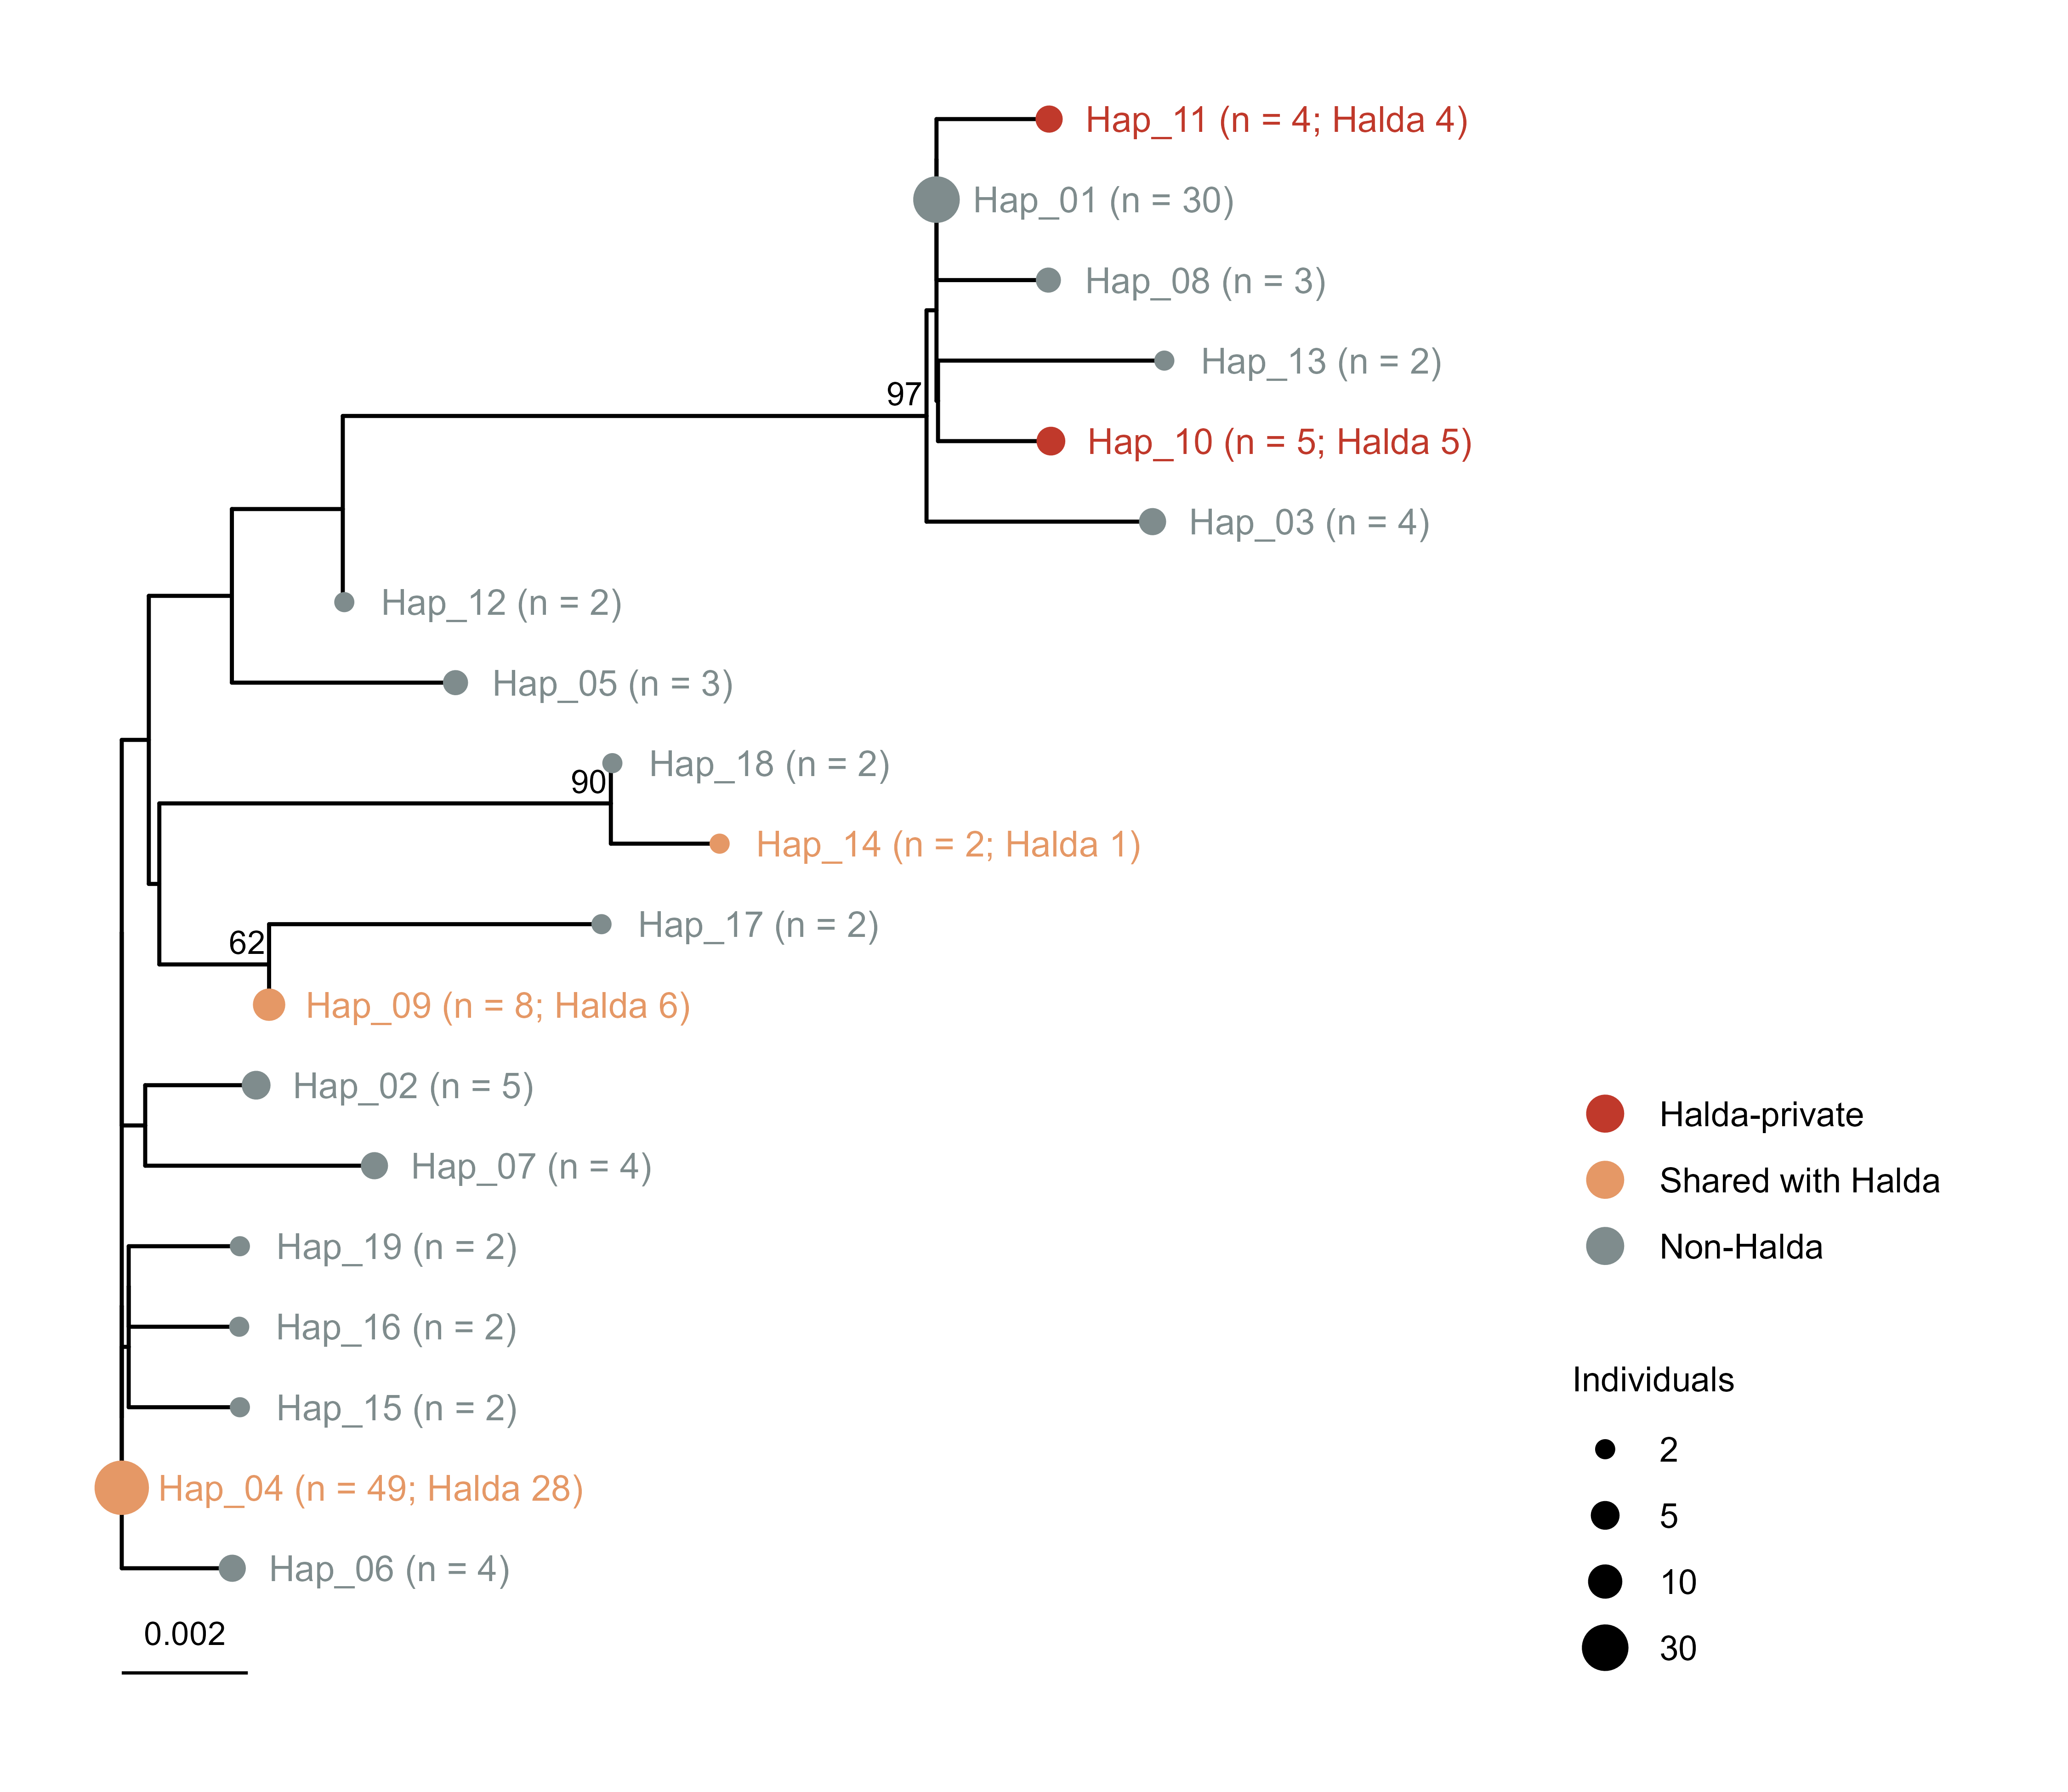 Hap_11 (n = 4; Halda 4)
Hap_01 (n = 30)
Hap_08 (n = 3)
Hap_13 (n = 2)
97
Hap_10 (n = 5; Halda 5)
Hap_03 (n = 4)
Hap_12 (n = 2)
Hap_05 (n = 3)
Hap_18 (n = 2)
90
Hap_14 (n = 2; Halda 1)
Hap_17 (n = 2)
62
Hap_09 (n = 8; Halda 6)
Hap_02 (n = 5)
Hap_07 (n = 4)
Hap_19 (n = 2)
Hap_16 (n = 2)
Hap_15 (n = 2)
Hap_04 (n = 49; Halda 28)
Hap_06 (n = 4)
0.002
Halda-private
Shared with Halda
Non-Halda
Individuals
2
5
10
30